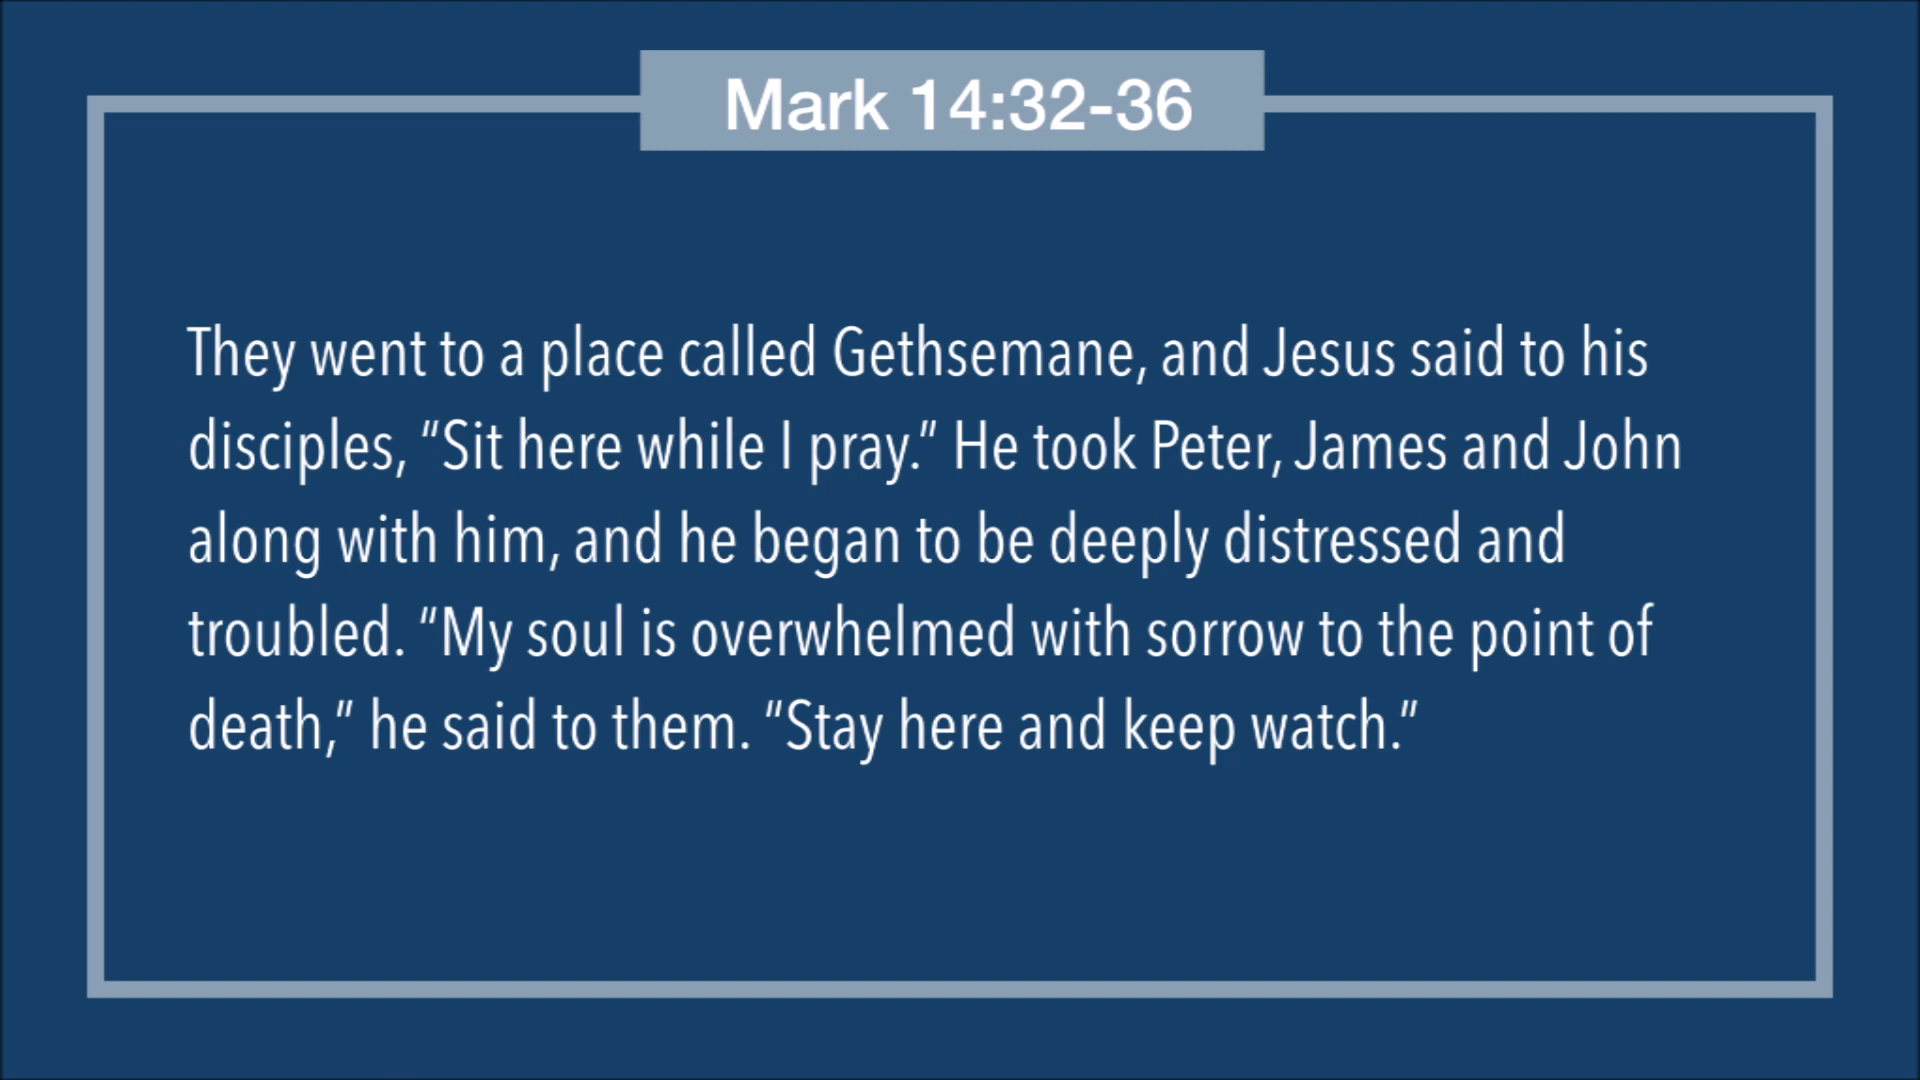 Mark 14:32-36
They went to a place called Gethsemane, and Jesus said to his
disciples, “Sit here while I pray.” He took Peter, James and John
along with him, and he began to be deeply distressed and
troubled. “My soul is overwhelmed with sorrow to the point of
death,” he said to them. “Stay here and keep watch.”